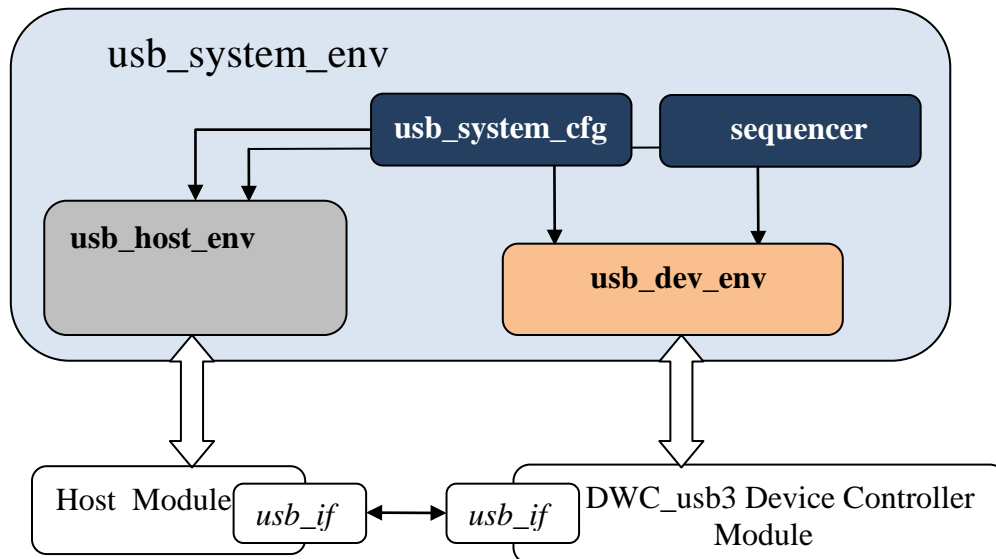 usb_system_env
usb_system_cfg
sequencer
usb_host_env
usb_dev_env
Host Module
usb_if
usb_if
DWC_usb3 Device Controller
Module